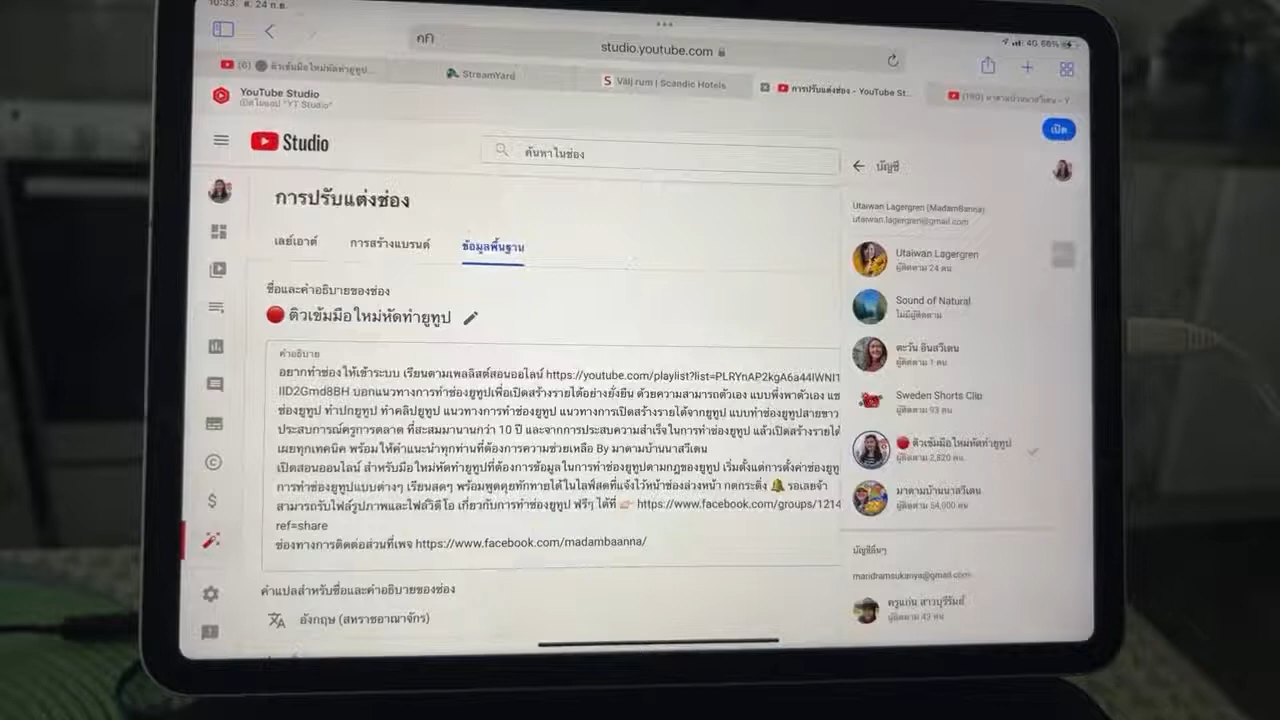 10:33 ส. 24 ก.ย.
4G 66%
กก
studio.youtube.com
(6) 🔴 ติวเข้มมือใหม่หัดทำยูทูป...
StreamYard
S Välj rum | Scandic Hotels
การปรับแต่งช่อง - YouTube St...
(190) มาดามบ้านนาสวีเดน - Y
YouTube Studio
เปิดในแอป "YT Studio"
เปิด
Studio
ค้นหาในช่อง
การปรับแต่งช่อง
เลย์เอาต์ การสร้างแบรนด์ ข้อมูลพื้นฐาน
ชื่อและคำอธิบายของช่อง
🔴 ติวเข้มมือใหม่หัดทำยูทูป
คำอธิบาย
อยากทำช่องให้เข้าระบบ เรียนตามเพลลิสต์สอนออนไลน์ https://youtube.com/playlist?list=PLRYnAP2kgA6a44IWNI1
IID2Gmd8BH บอกแนวทางการทำช่องยูทูปเพื่อเปิดสร้างรายได้อย่างยั่งยืน ด้วยความสามารถตัวเอง แบบพึ่งพาตัวเอง แช
ช่องยูทูป ทำปกยูทูป ทำคลิปยูทูป แนวทางการทำช่องยูทูป แนวทางการเปิดสร้างรายได้จากยูทูป แบบทำช่องยูทูปสายขาว
ประสบการณ์ครูการตลาด ที่สะสมมานานกว่า 10 ปี และจากการประสบความสำเร็จในการทำช่องยูทูป แล้วเปิดสร้างรายได้
เผยทุกเทคนิค พร้อมให้คำแนะนำทุกท่านที่ต้องการความช่วยเหลือ By มาดามบ้านนาสวีเดน
เปิดสอนออนไลน์ สำหรับมือใหม่หัดทำยูทูปที่ต้องการข้อมูลในการทำช่องยูทูปตามกฎของยูทูป เริ่มตั้งแต่การตั้งค่าช่องยูทู
การทำช่องยูทูปแบบต่างๆ เรียนสดๆ พร้อมพูดคุยทักทายได้ในไลฟ์สดที่แจ้งไว้หน้าช่องล่วงหน้า กดกระดิ่ง 🔔 รอเลยจ้า
สามารถรับไฟล์รูปภาพและไฟล์วิดีโอ เกี่ยวกับการทำช่องยูทูป ฟรีๆ ได้ที่ 👉 https://www.facebook.com/groups/1214
ref=share
ช่องทางการติดต่อส่วนที่เพจ https://www.facebook.com/madambaanna/
คำแปลสำหรับชื่อและคำอธิบายของช่อง
อังกฤษ (สหราชอาณาจักร)
บัญชี
Utaiwan Lagergren (MadamBanna)
utaiwan.lagergren@gmail.com
Utaiwan Lagergren
ผู้ติดตาม 24 คน
Sound of Natural
ไม่มีผู้ติดตาม
ตะวัน อินสวีเดน
ผู้ติดตาม 1 คน
Sweden Shorts Clip
ผู้ติดตาม 93 คน
🔴 ติวเข้มมือใหม่หัดทำยูทูป
ผู้ติดตาม 2,820 คน
มาดามบ้านนาสวีเดน
ผู้ติดตาม 54,000 คน
บัญชีอื่นๆ
maridramsukanya@gmail.com
ครูแก่น สาวบุรีรัมย์
ผู้ติดตาม 43 คน